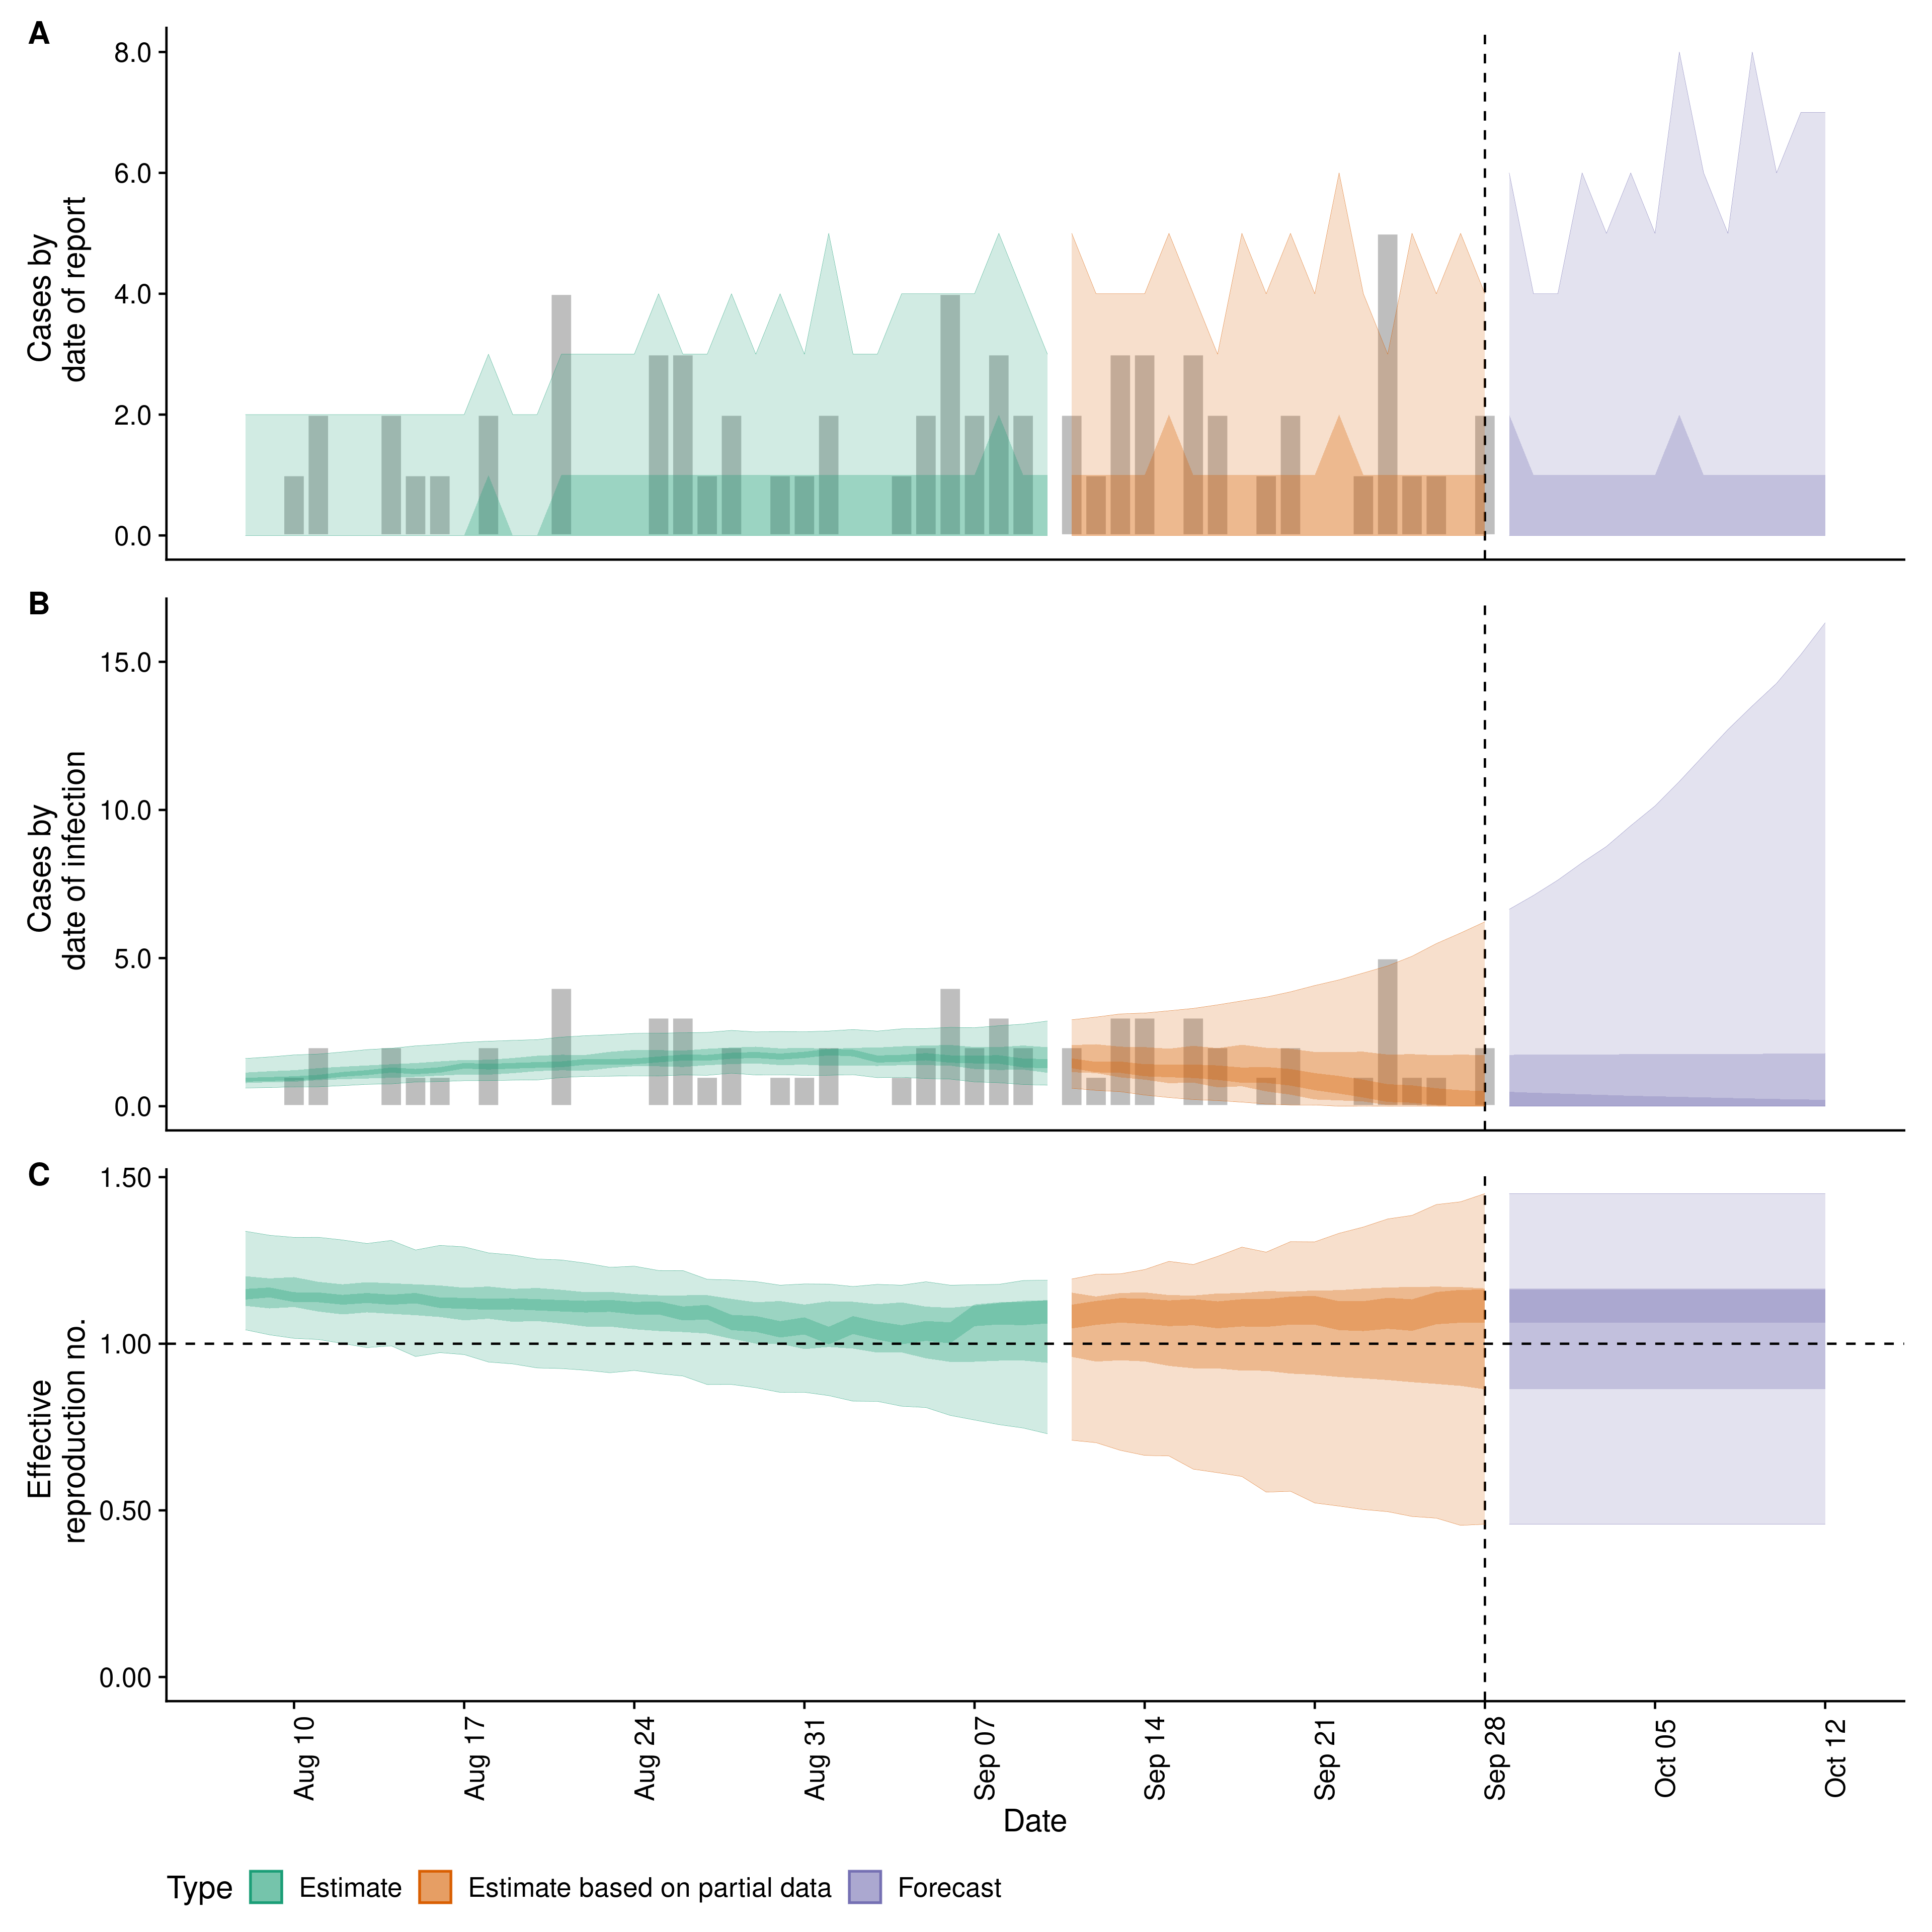 A
8.0
6.0
4.0
2.0
0.0
Cases by
date of report
B
15.0
10.0
5.0
0.0
Cases by
date of infection
C
1.50
1.00
0.50
0.00
Effective
reproduction no.
Aug 10
Aug 17
Aug 24
Aug 31
Sep 07
Sep 14
Sep 21
Sep 28
Oct 05
Oct 12
Date
Type Estimate Estimate based on partial data Forecast